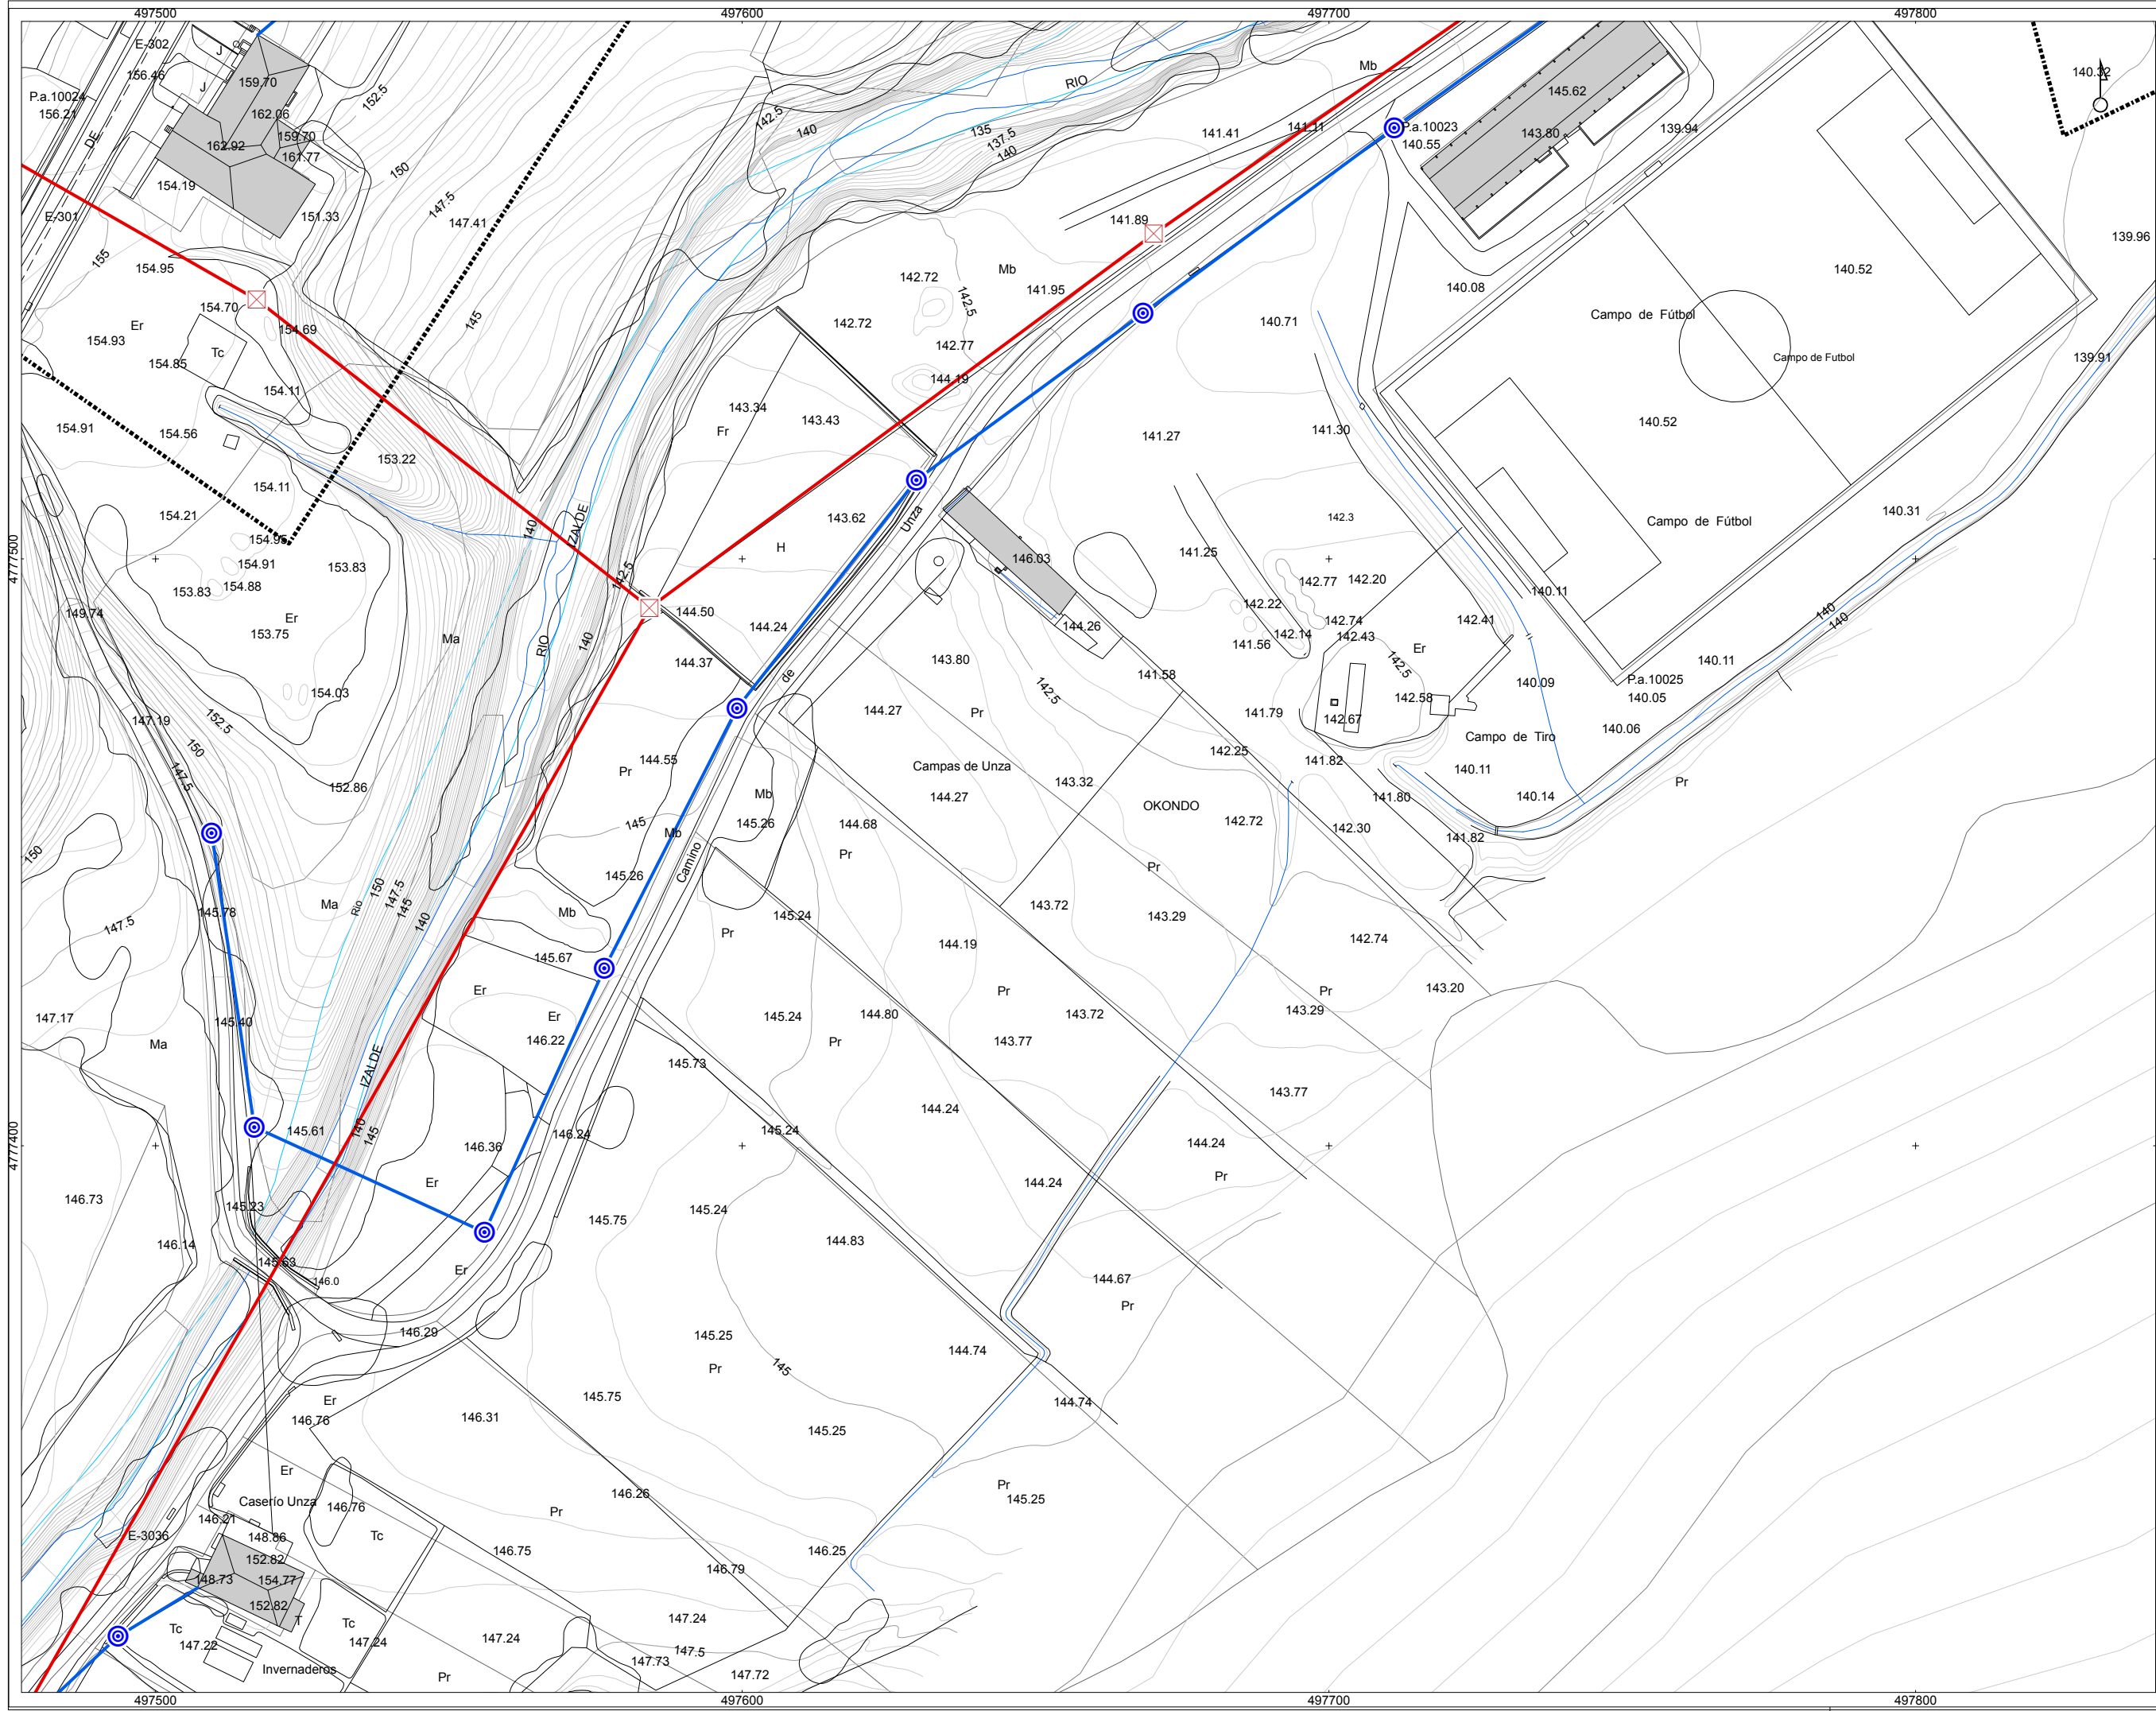 497500 497600 497700 497800
E-302 J
156.46 159.70 Mb 140.32
P.a.10024 J RIO 145.62
156.21 162.06 152.5 142.5
DE 159.70 140 135 141.41 141.11 P.a.10023 143.80 139.94
162.92 161.77 137.5 140.55
140
150
154.19
E-301 151.33 147.5 147.41 141.89
155 139.96
154.95 142.72 Mb 140.52
141.95 142.5 140.08
154.70
Er 154.69 145 142.72 140.71 Campo de Fútbol
154.93 142.77 Campo de Futbol 139.91
154.85 Tc
154.11 144.19
143.34 143.43
154.91 154.56 Fr 141.27 141.30 140.52
153.22
154.11
154.21 140 IZALDE 143.62 Unza 142.3 Campo de Fútbol 140.31
4777500 154.95 H 146.03 141.25
154.91 153.83 142.5
153.83 154.88 142.77 142.20 140.11
149.74 Er 144.50 142.22 142.74 142.41 140
153.75 Ma RIO 140 144.24 144.26 142.14 142.43 140
144.37 143.80 141.58 141.56 Er 142.5 140.11
de 142.5
154.03 142.58 140.09 P.a.10025
147.19 152.5 144.27 Pr 141.79 142.67 140.05
150 144.55 142.25 Campo de Tiro 140.06
147.5 Pr Campas de Unza 141.82
152.86 Mb 144.27 143.32 140.11 Pr
145 Mb 145.26 144.68 OKONDO 142.72 142.30 141.80 140.14
150 Camino Pr Pr 141.82
150 145.26
147.5
145.78 Ma Rio 145 Mb 145.24 143.72 143.29
147.5 140 Pr 144.19 142.74
145.67
147.17 145.40 Er Er 145.24 144.80 Pr 143.72 Pr 143.29 143.20
Ma 146.22 Pr 143.77
IZALDE 145.73
143.77
144.24
4777400 145.61 140 145 146.36 146.24 145.24 144.24
146.73 Er 144.24 Pr
145.23 145.75 145.24
146.14 144.83
145.63 Er 144.67
146.0 Pr
146.29 145.25 144.74
Pr 145
Er 145.75
146.76 146.31 145.25 144.74
Er Pr
Caserío Unza 146.76 146.26 145.25
146.21 Pr
E-3036 148.86 Tc
152.82 146.75 146.25
148.73 154.77 146.79
152.82
Tc T Tc 147.24
147.22 147.24 147.24 147.5
Invernaderos Pr 147.73 147.72
497500 497600 497700 497800